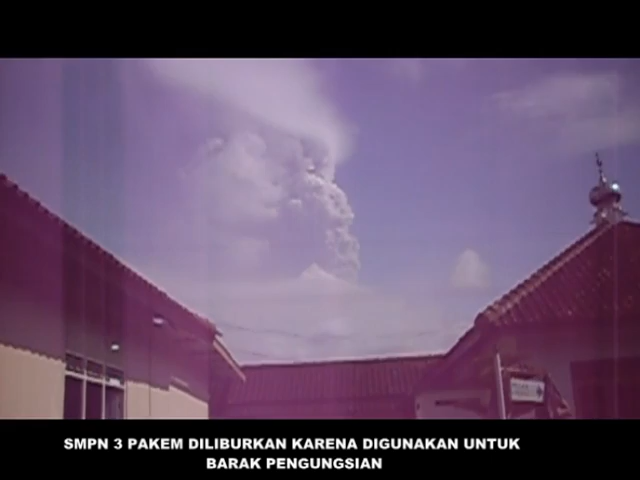 SMPN 3 PAKEM DILIBURKAN KARENA DIGUNAKAN UNTUK
BARAK PENGUNGSIAN